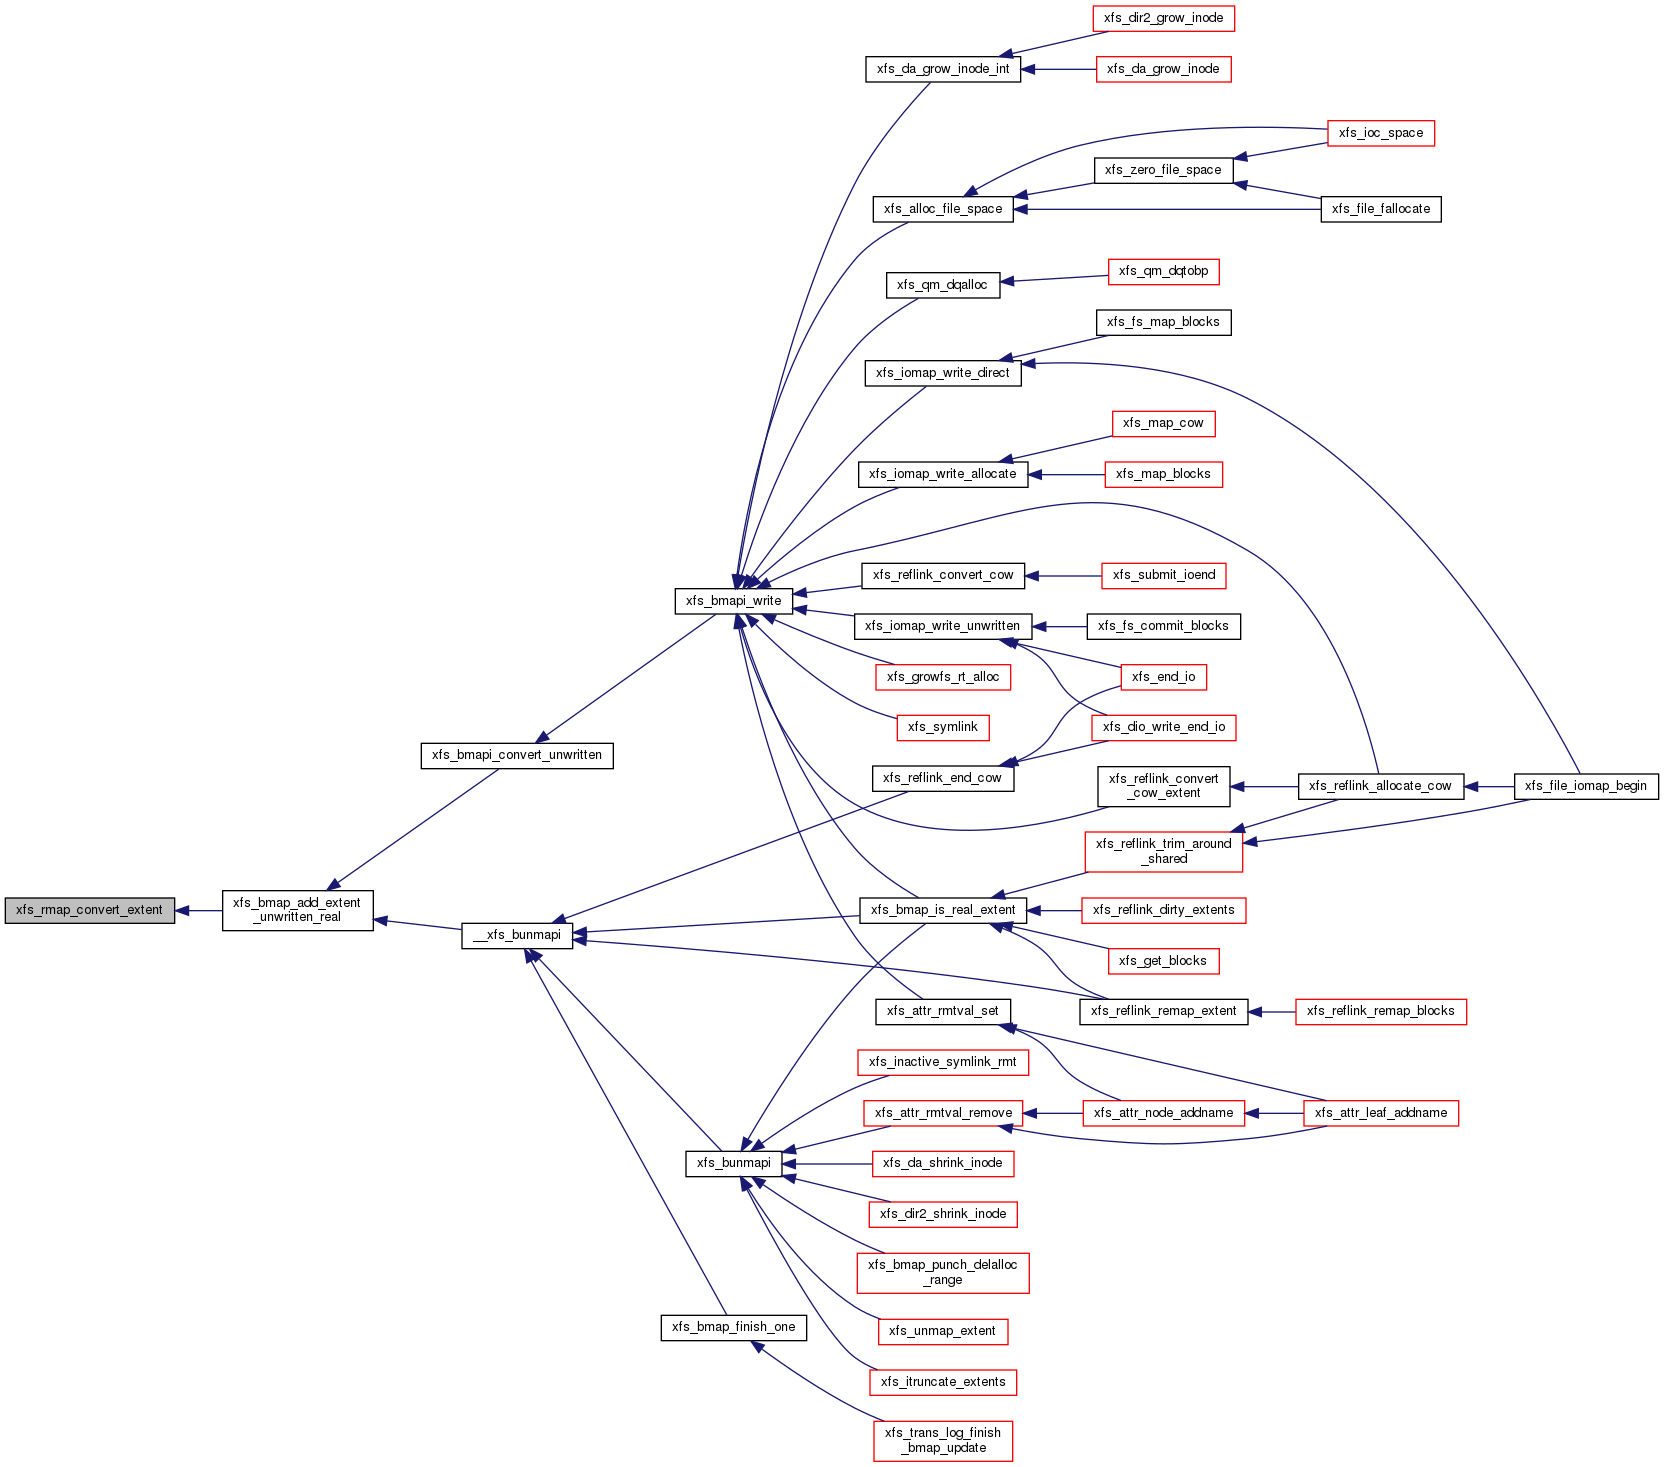 xfs_dir2_grow_inode
xfs_da_grow_inode_int
xfs_da_grow_inode
xfs_ioc_space
xfs_zero_file_space
xfs_alloc_file_space
xfs_file_fallocate
xfs_qm_dqtobp
xfs_qm_dqalloc
xfs_fs_map_blocks
xfs_iomap_write_direct
xfs_map_cow
xfs_iomap_write_allocate
xfs_map_blocks
xfs_reflink_convert_cow
xfs_submit_ioend
xfs_bmapi_write
xfs_iomap_write_unwritten
xfs_fs_commit_blocks
xfs_growfs_rt_alloc
xfs_end_io
xfs_symlink
xfs_dio_write_end_io
xfs_bmapi_convert_unwritten
xfs_reflink_end_cow
xfs_reflink_convert
_cow_extent
xfs_reflink_allocate_cow
xfs_file_iomap_begin
xfs_reflink_trim_around
_shared
xfs_rmap_convert_extent
xfs_bmap_add_extent
_unwritten_real
__xfs_bunmapi
xfs_bmap_is_real_extent
xfs_reflink_dirty_extents
xfs_get_blocks
xfs_attr_rmtval_set
xfs_reflink_remap_extent
xfs_reflink_remap_blocks
xfs_inactive_symlink_rmt
xfs_attr_rmtval_remove
xfs_attr_node_addname
xfs_attr_leaf_addname
xfs_bunmapi
xfs_da_shrink_inode
xfs_dir2_shrink_inode
xfs_bmap_punch_delalloc
_range
xfs_bmap_finish_one
xfs_unmap_extent
xfs_itruncate_extents
xfs_trans_log_finish
_bmap_update